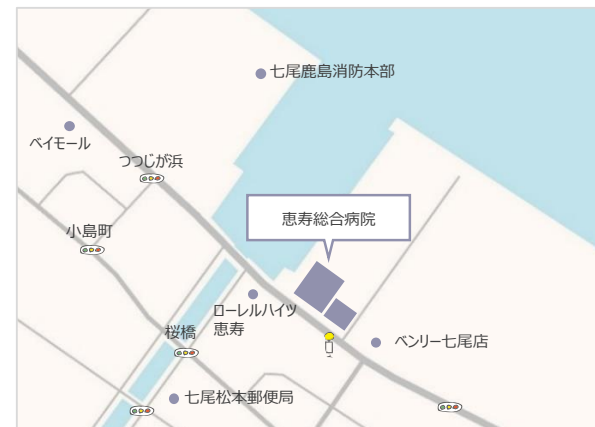 七尾鹿島消防本部
ベイモール
つつじが浜
恵寿総合病院
小島町
ローレルハイツ
恵寿
桜橋
ベンリー七尾店
七尾松本郵便局